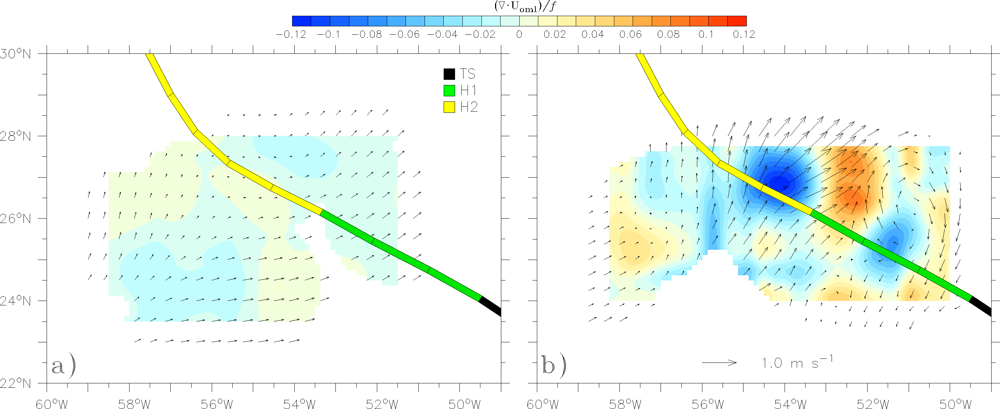 (∇·U_oml)/f
−0.12 −0.1 −0.08 −0.06 −0.04 −0.02 0 0.02 0.04 0.06 0.08 0.1 0.12
30°N
28°N
26°N
24°N
22°N
TS
H1
H2
a)
b)
1.0 m s⁻¹
60°W 58°W 56°W 54°W 52°W 50°W
60°W 58°W 56°W 54°W 52°W 50°W